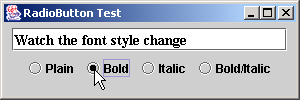 RadioButton Test
Watch the font style change
Plain Bold Italic Bold/Italic